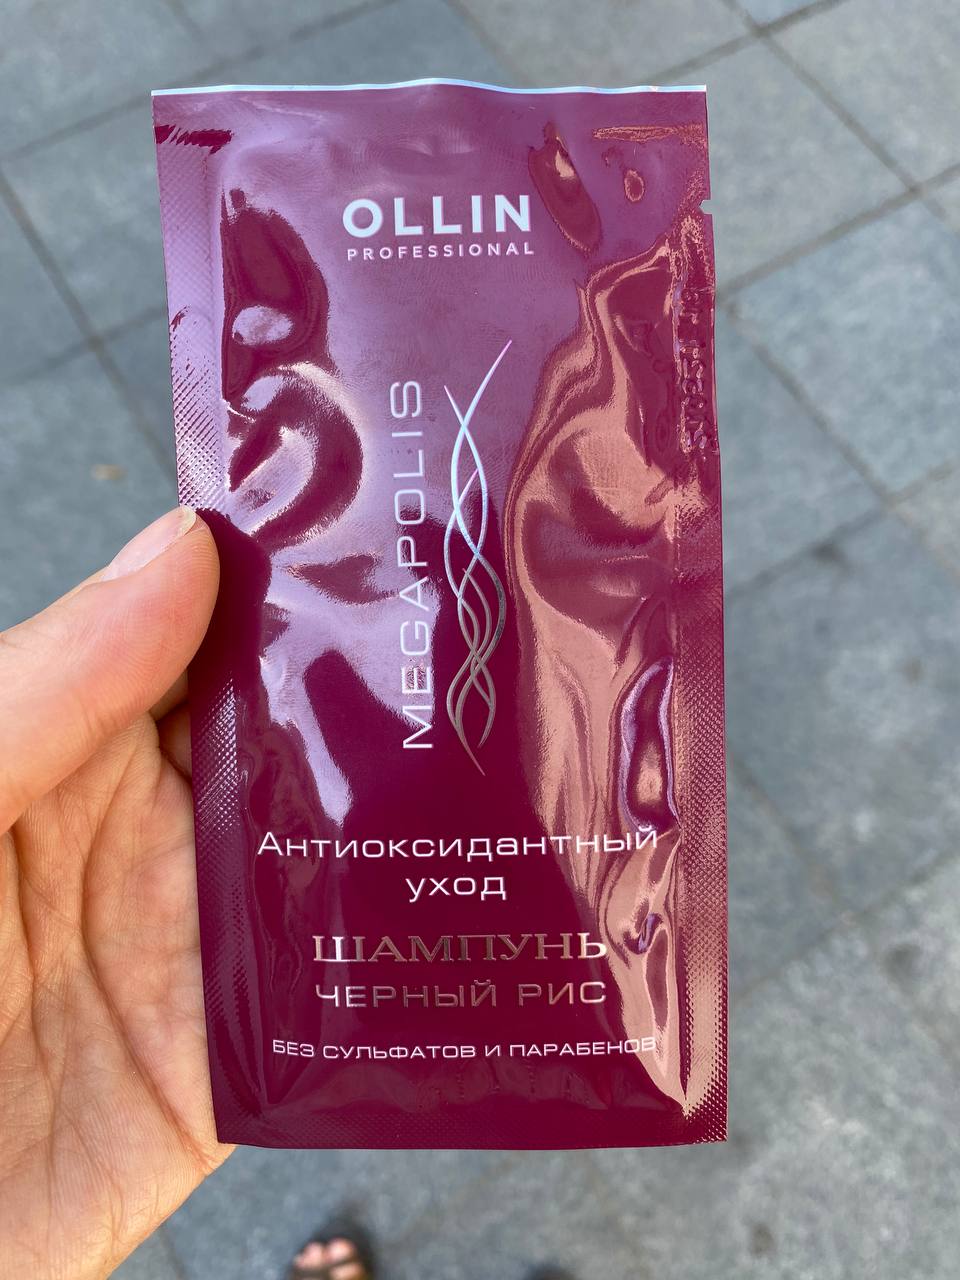 OLLIN
PROFESSIONAL
MEGAPOLIS
Антиоксидантный
уход
ШАМПУНЬ
ЧЕРНЫЙ РИС
БЕЗ СУЛЬФАТОВ И ПАРАБЕНОВ